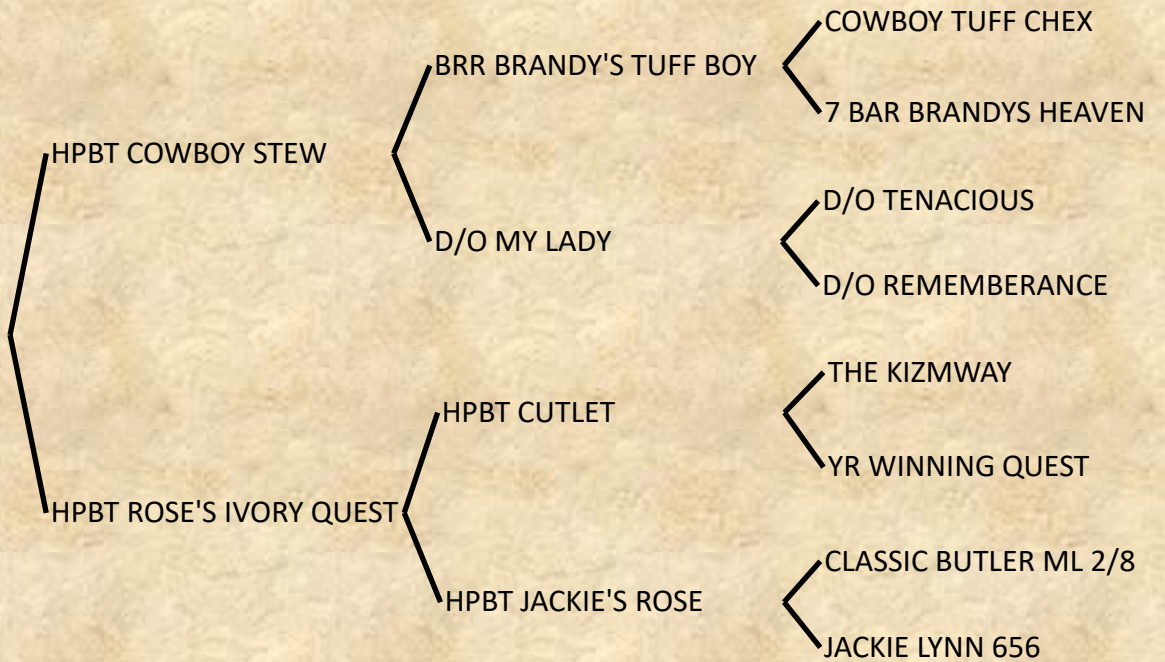 COWBOY TUFF CHEX
BRR BRANDY'S TUFF BOY
7 BAR BRANDYS HEAVEN
HPBT COWBOY STEW
D/O TENACIOUS
D/O MY LADY
D/O REMEMBERANCE
THE KIZMWAY
HPBT CUTLET
YR WINNING QUEST
HPBT ROSE'S IVORY QUEST
CLASSIC BUTLER ML 2/8
HPBT JACKIE'S ROSE
JACKIE LYNN 656